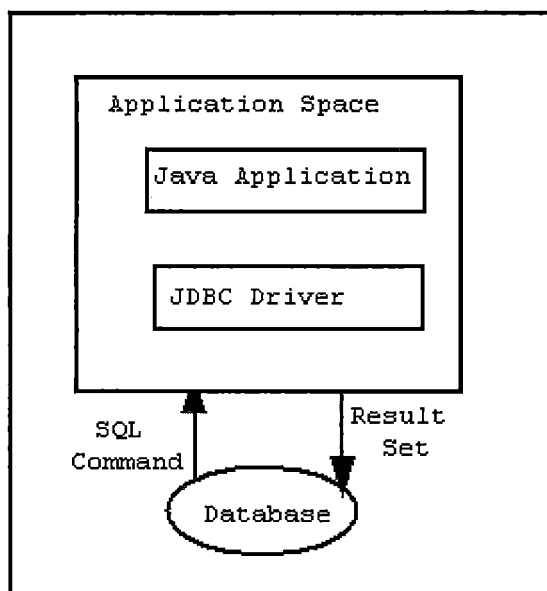 Application Space
Java Application
JDBC Driver
SQL
Command
Result
Set
Database